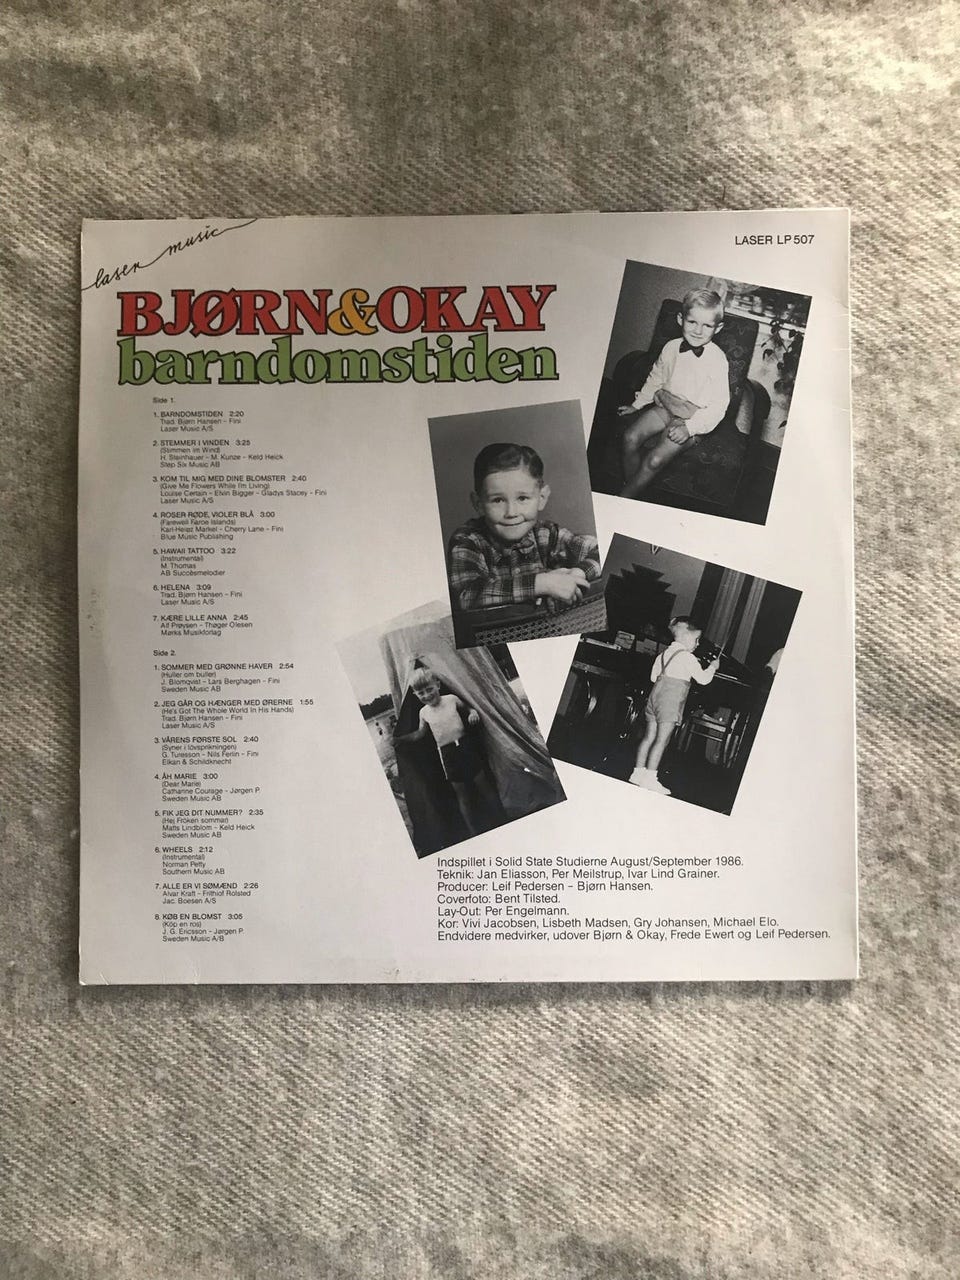 laser music
LASER LP 507
BJØRN & OKAY
barndomstiden
Side 1.
1. BARNDOMSTIDEN 2:20
Trad. Bjørn Hansen – Fini
Laser Music A/S
2. STEMMER I VINDEN 3:25
(Stimmen im Wind)
H. Steinhauer – M. Kunze – Keld Heick
Step Six Music AB
3. KOM TIL MIG MED DINE BLOMSTER 2:40
(Give Me Flowers While I'm Living)
Louise Certain – Elvin Bigger – Gladys Stacey – Fini
Laser Music A/S
4. ROSER RØDE, VIOLER BLÅ 3:00
(Farewell Faroe Islands)
Karl-Heinz Markel – Cherry Lane – Fini
Blue Music Publishing
5. HAWAII TATTOO 3:22
(Instrumental)
M. Thomas
AB Succèsmelodier
6. HELENA 3:09
Trad. Bjørn Hansen – Fini
Laser Music A/S
7. KÆRE LILLE ANNA 2:45
Alf Prøysen – Thøger Olesen
Mørks Musikforlag
Side 2.
1. SOMMER MED GRØNNE HAVER 2:54
(Huller om buller)
J. Blomqvist – Lars Berghagen – Fini
Sweden Music AB
2. JEG GÅR OG HÆNGER MED ØRERNE 1:55
(He's Got The Whole World In His Hands)
Trad. Bjørn Hansen – Fini
Laser Music A/S
3. VÅRENS FØRSTE SOL 2:40
(Syner i lövsprikningen)
G. Turesson – Nils Ferlin – Fini
Elkan & Schildknecht
4. ÅH MARIE 3:00
(Dear Marie)
Catharine Courage – Jørgen P.
Sweden Music AB
5. FIK JEG DIT NUMMER? 2:35
(Hej Fröken sommar)
Matts Lindblom – Keld Heick
Sweden Music AB
6. WHEELS 2:12
(Instrumental)
Norman Petty
Southern Music AB
7. ALLE ER VI SØMÆND 2:26
Alvar Kraft – Frithiof Rolsted
Jac. Boesen A/S
8. KØB EN BLOMST 3:05
(Köp en ros)
J. G. Ericsson – Jørgen P.
Sweden Music A/B
Indspillet i Solid State Studierne August/September 1986.
Teknik: Jan Eliasson, Per Meilstrup, Ivar Lind Grainer.
Producer: Leif Pedersen – Bjørn Hansen.
Coverfoto: Bent Tilsted.
Lay-Out: Per Engelmann.
Kor: Vivi Jacobsen, Lisbeth Madsen, Gry Johansen, Michael Elo.
Endvidere medvirker, udover Bjørn & Okay, Frede Ewert og Leif Pedersen.